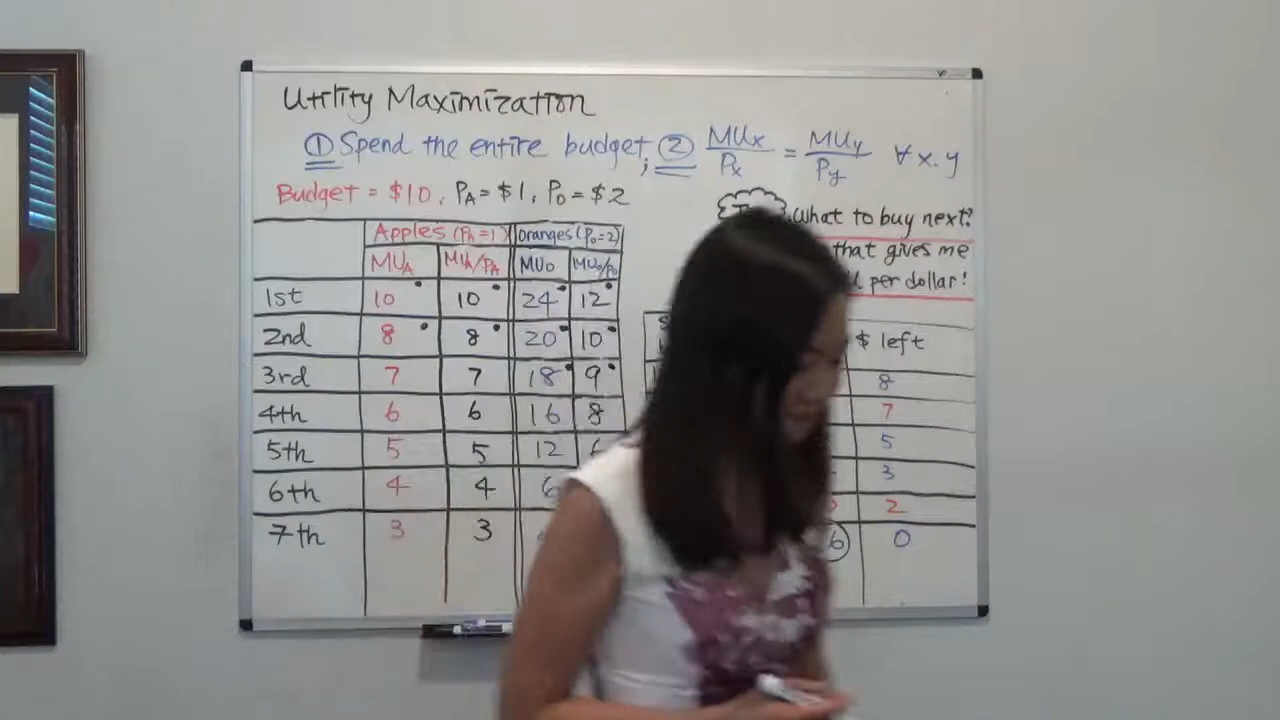 Utility Maximization
① Spend the entire budget; ② MUx/Px = MUy/Py ∀ x.y
Budget = $10, PA = $1, PO = $2
what to buy next?
that gives me
per dollar!
Apples (PA=1) Oranges (PO=2)
MUA MUA/PA MUO MUO/PO
1st 10 10 24 12
2nd 8 8 20 10
3rd 7 7 18 9
4th 6 6 16 8
5th 5 5 12
6th 4 4 6
7th 3 3
$ left
8
7
5
3
2
6 0